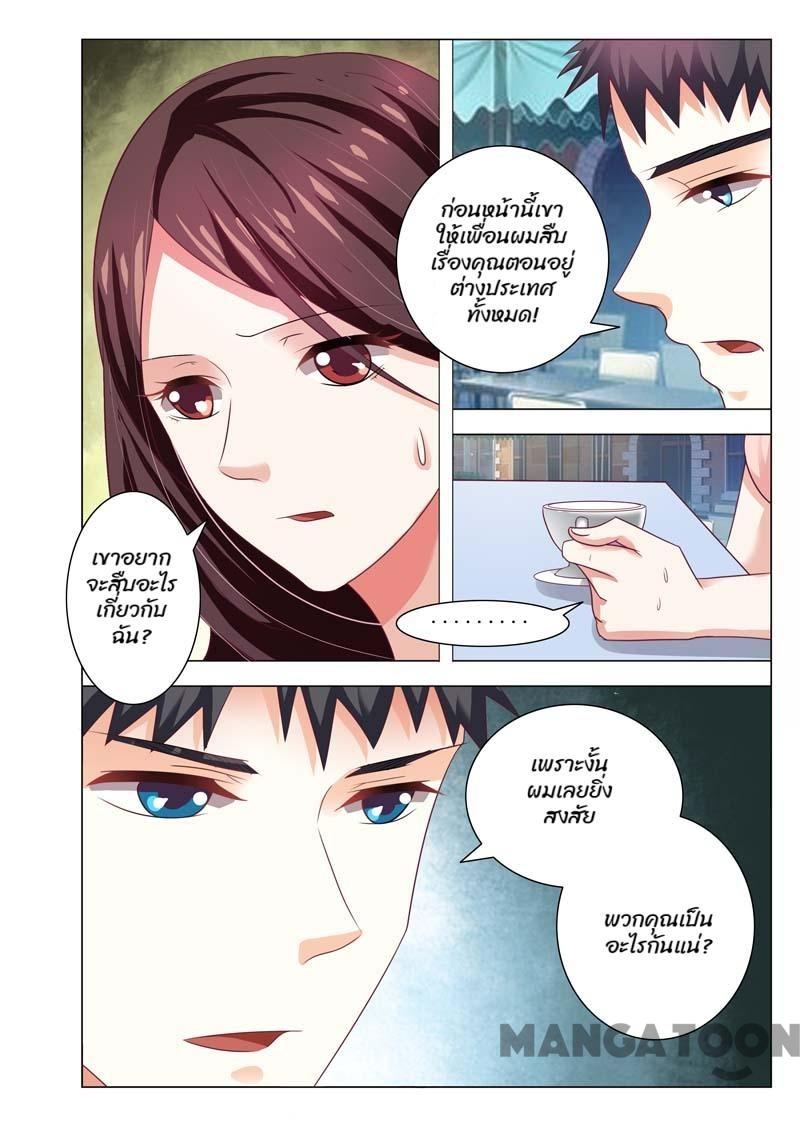 ก่อนหน้านี้เขา
ให้เพื่อนผมสืบ
เรื่องคุณตอนอยู่
ต่างประเทศ
ทั้งหมด!
เขาอยาก
จะสืบอะไร
เกี่ยวกับ
ฉัน?
.........
เพราะงั้น
ผมเลยยิ่ง
สงสัย
พวกคุณเป็น
อะไรกันแน่?
MANGATOON